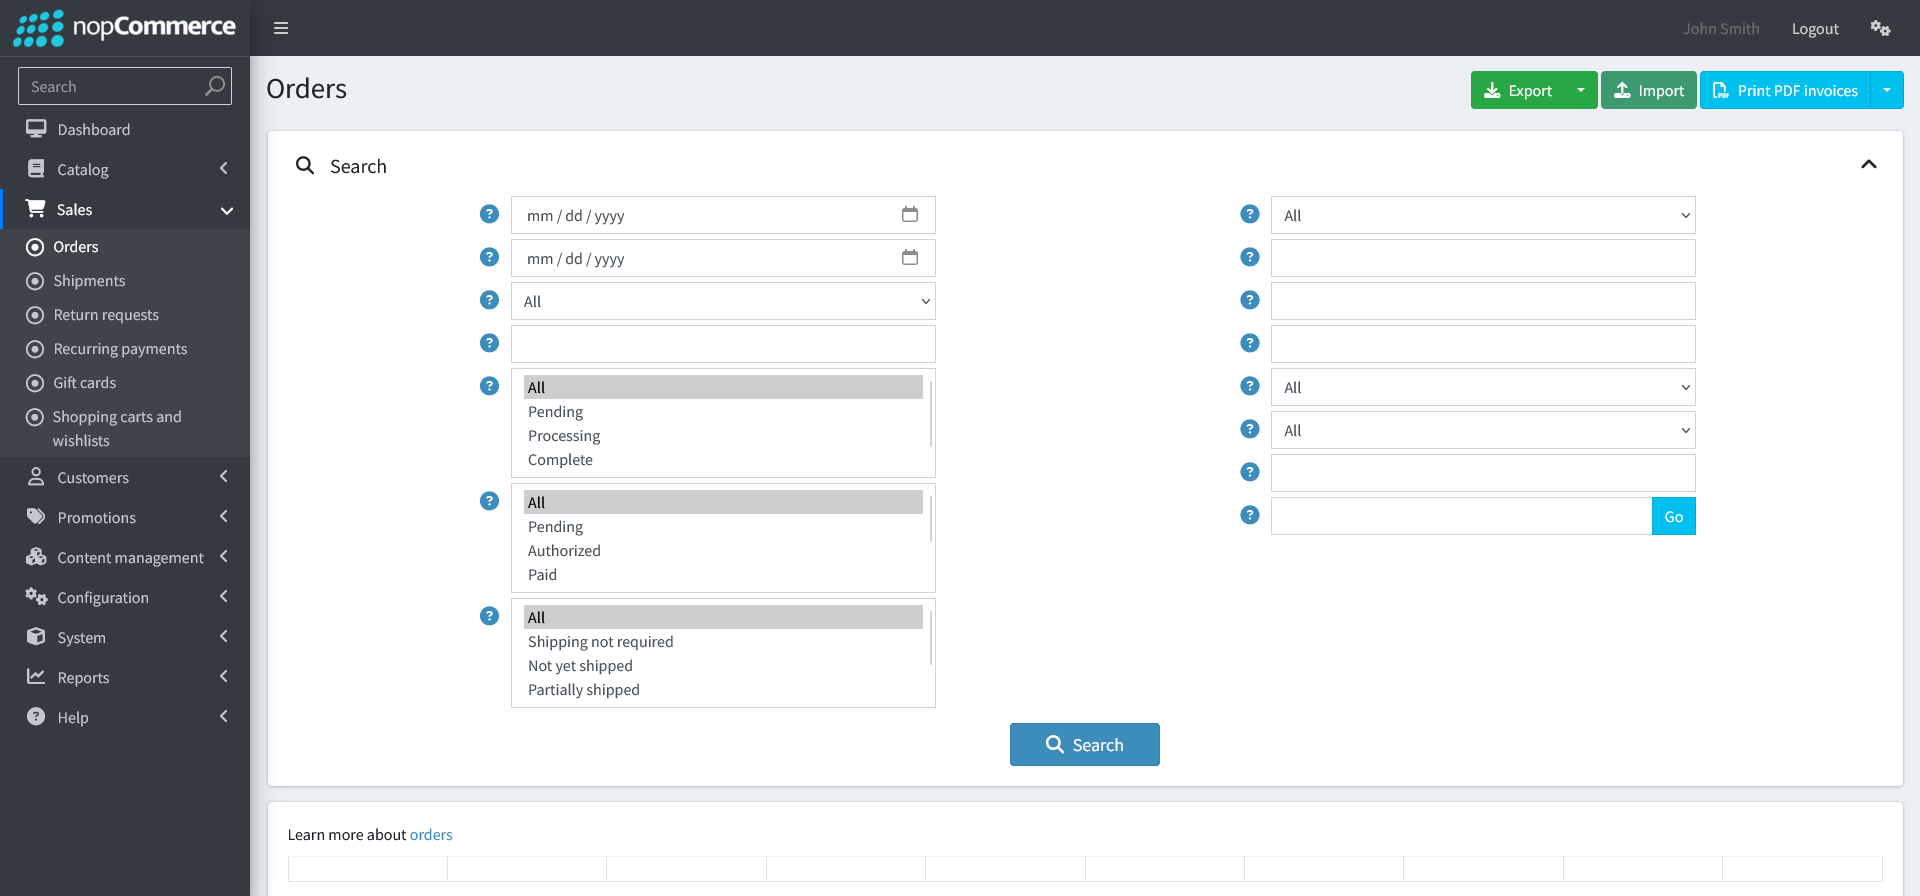 nopCommerce
John Smith
Logout
Search
Dashboard
Catalog
Sales
Orders
Shipments
Return requests
Recurring payments
Gift cards
Shopping carts and
wishlists
Customers
Promotions
Content management
Configuration
System
Reports
Help
Orders
Export
Import
Print PDF invoices
Search
mm / dd / yyyy
mm / dd / yyyy
All
All
Pending
Processing
Complete
All
Pending
Authorized
Paid
All
Shipping not required
Not yet shipped
Partially shipped
All
All
All
Go
Search
Learn more about orders